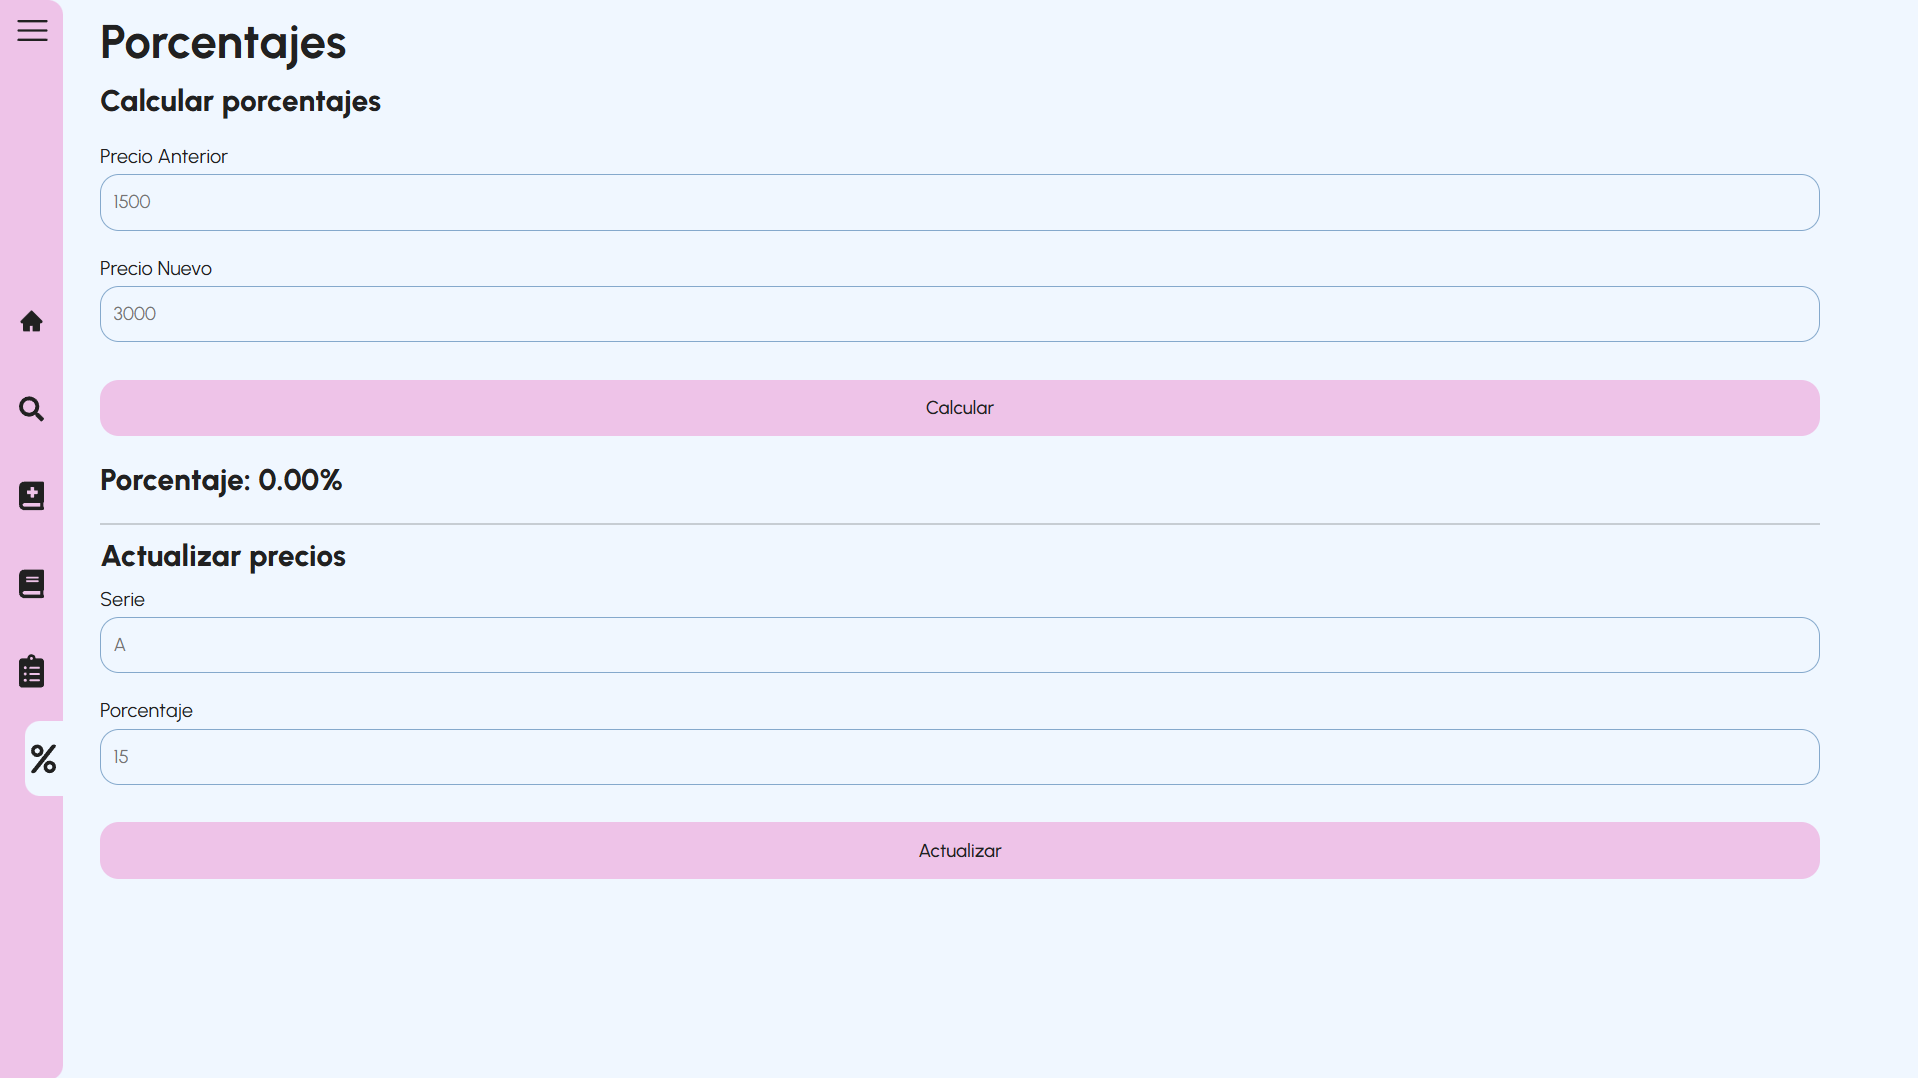 Porcentajes
Calcular porcentajes
Precio Anterior
1500
Precio Nuevo
3000
Calcular
Porcentaje: 0.00%
Actualizar precios
Serie
A
Porcentaje
15
%
Actualizar